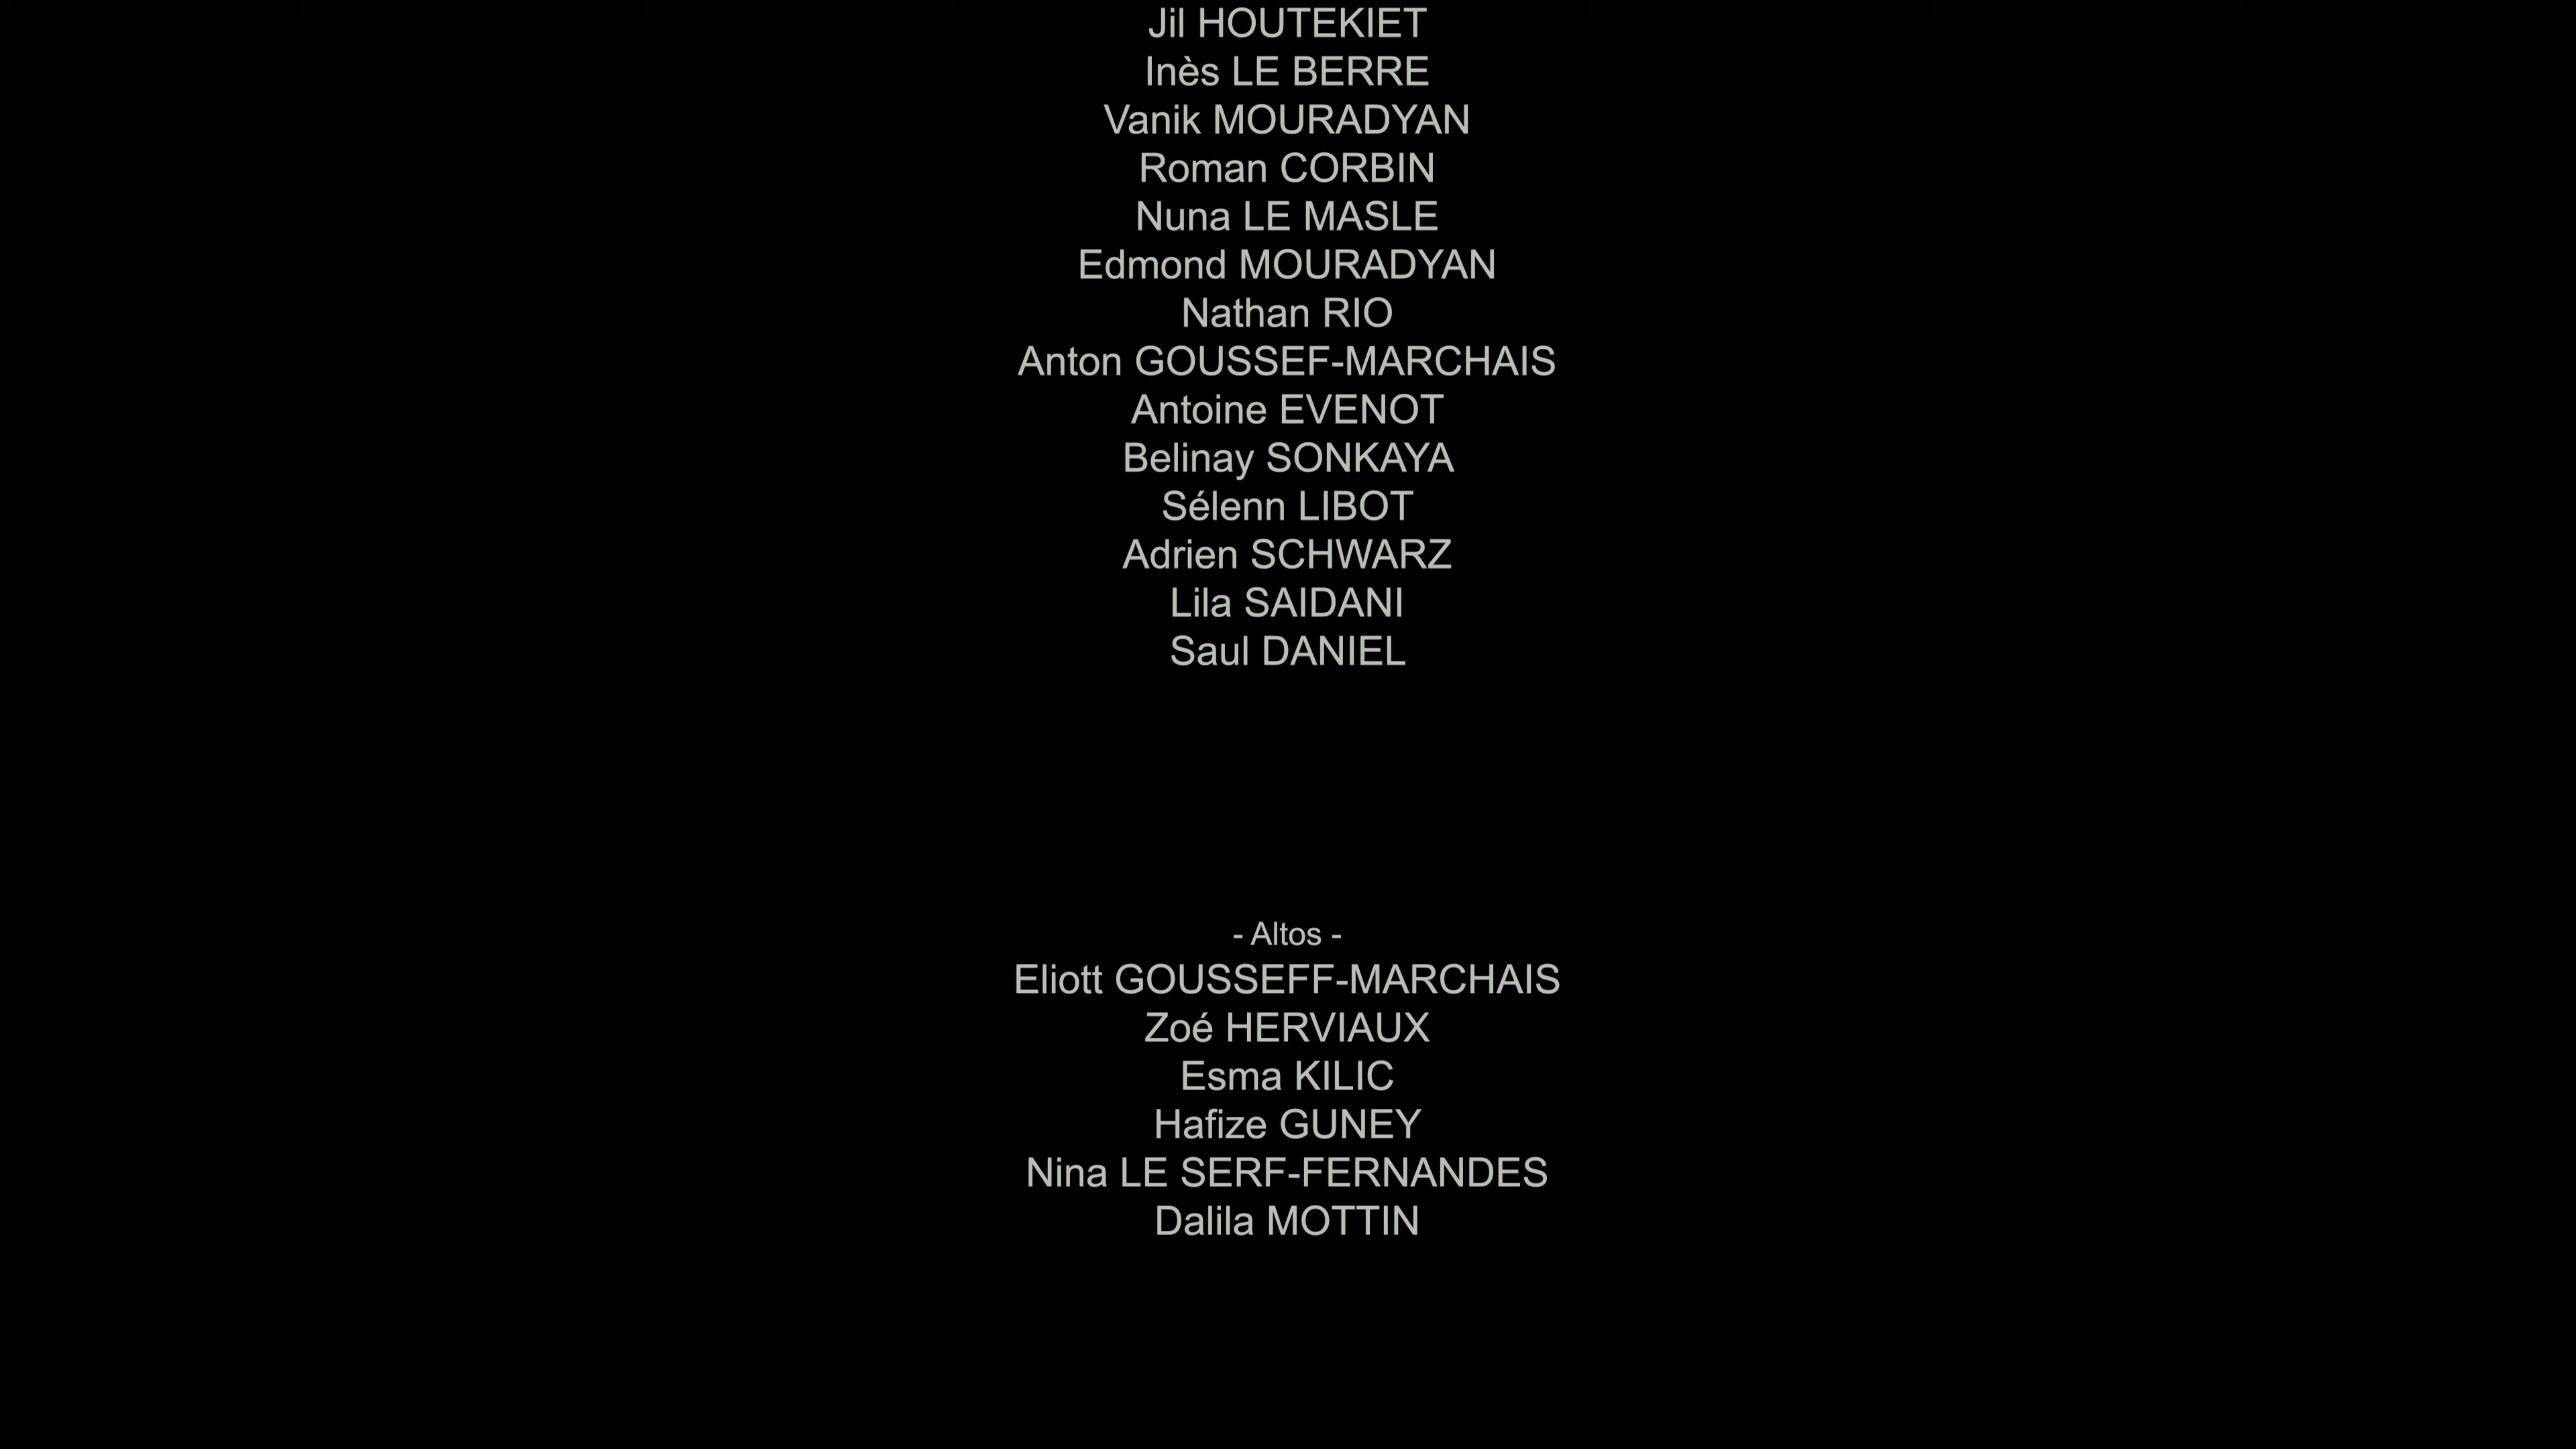 Jil HOUTEKIET
Inès LE BERRE
Vanik MOURADYAN
Roman CORBIN
Nuna LE MASLE
Edmond MOURADYAN
Nathan RIO
Anton GOUSSEF-MARCHAIS
Antoine EVENOT
Belinay SONKAYA
Sélenn LIBOT
Adrien SCHWARZ
Lila SAIDANI
Saul DANIEL
- Altos -
Eliott GOUSSEFF-MARCHAIS
Zoé HERVIAUX
Esma KILIC
Hafize GUNEY
Nina LE SERF-FERNANDES
Dalila MOTTIN